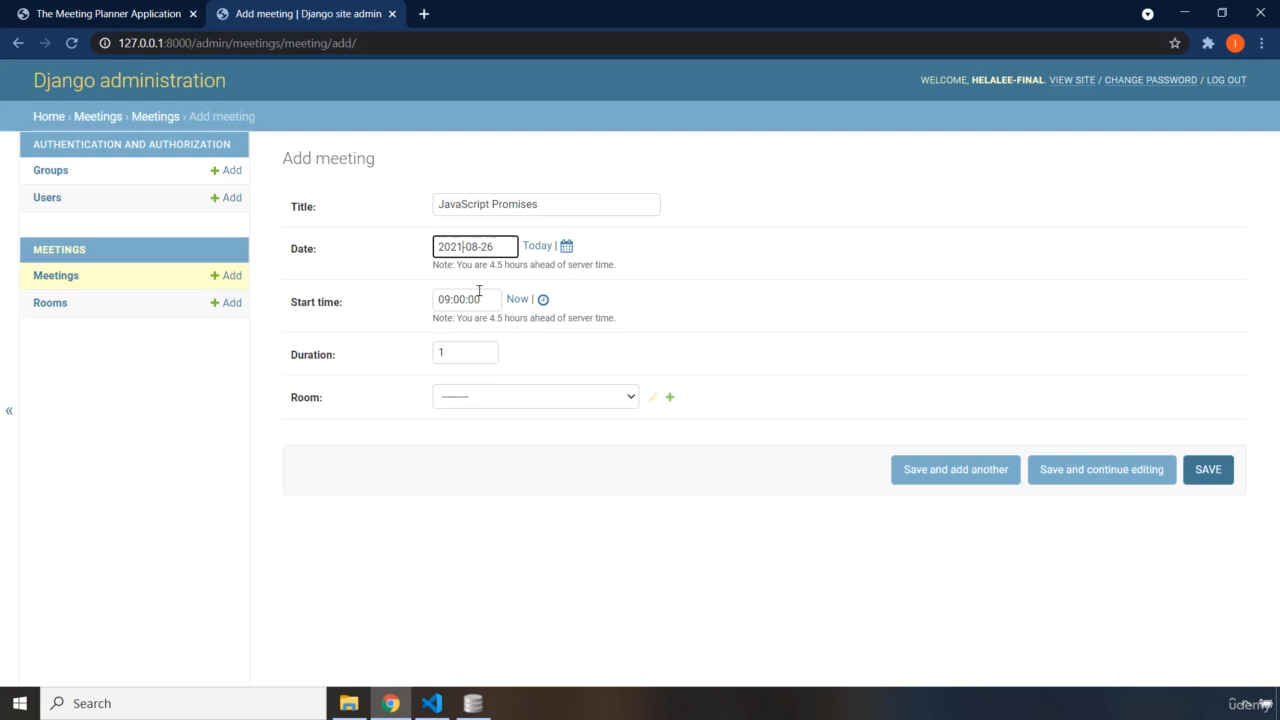 The Meeting Planner Application
Add meeting | Django site admin
127.0.0.1:8000/admin/meetings/meeting/add/
I
Django administration
WELCOME, HELALEE-FINAL. VIEW SITE / CHANGE PASSWORD / LOG OUT
Home › Meetings › Meetings › Add meeting
AUTHENTICATION AND AUTHORIZATION
Groups
Add
Users
Add
MEETINGS
Meetings
Add
Rooms
Add
«
Add meeting
Title:
JavaScript Promises
Date:
2021-08-26
Today |
Note: You are 4.5 hours ahead of server time.
Start time:
09:00:00
Now |
Note: You are 4.5 hours ahead of server time.
Duration:
1
Room:
---------
Save and add another
Save and continue editing
SAVE
Search
udemy